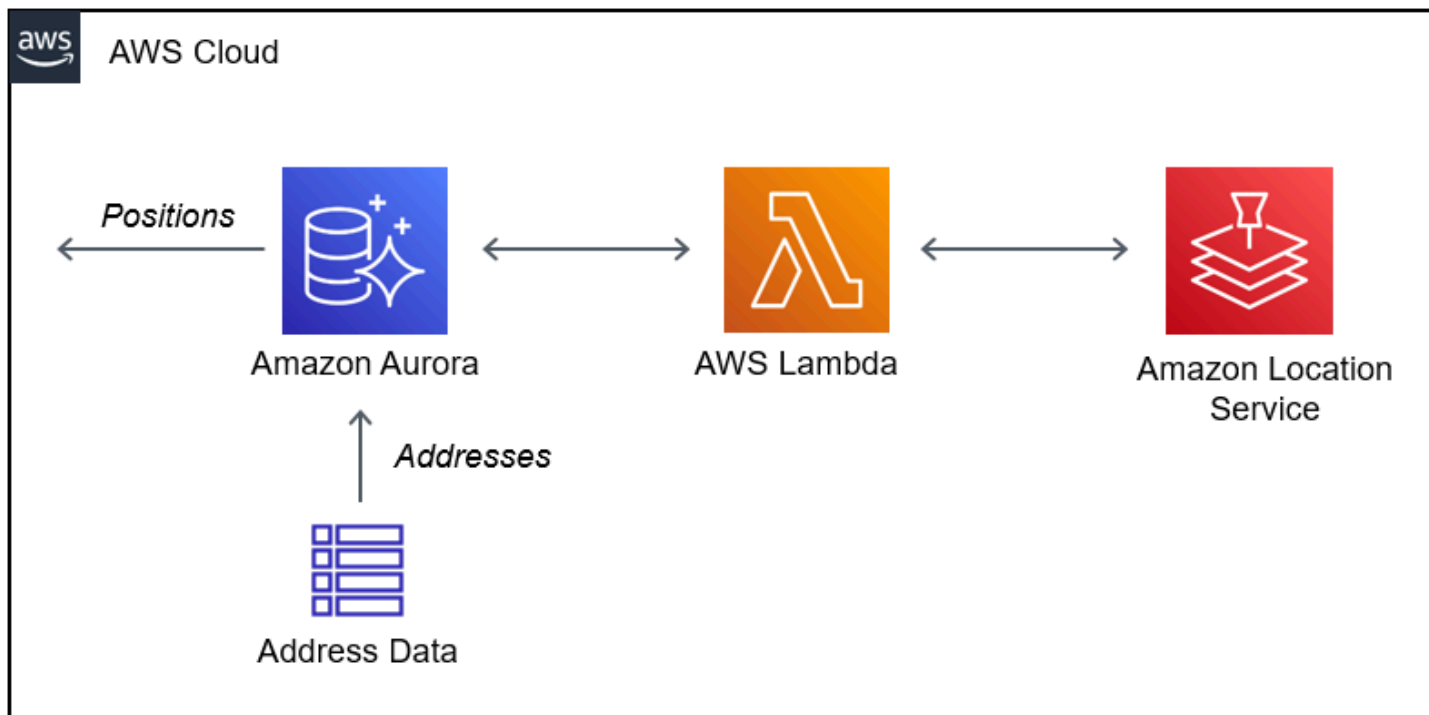 aws
AWS Cloud
Positions
Amazon Aurora
AWS Lambda
Amazon Location
Service
Addresses
Address Data